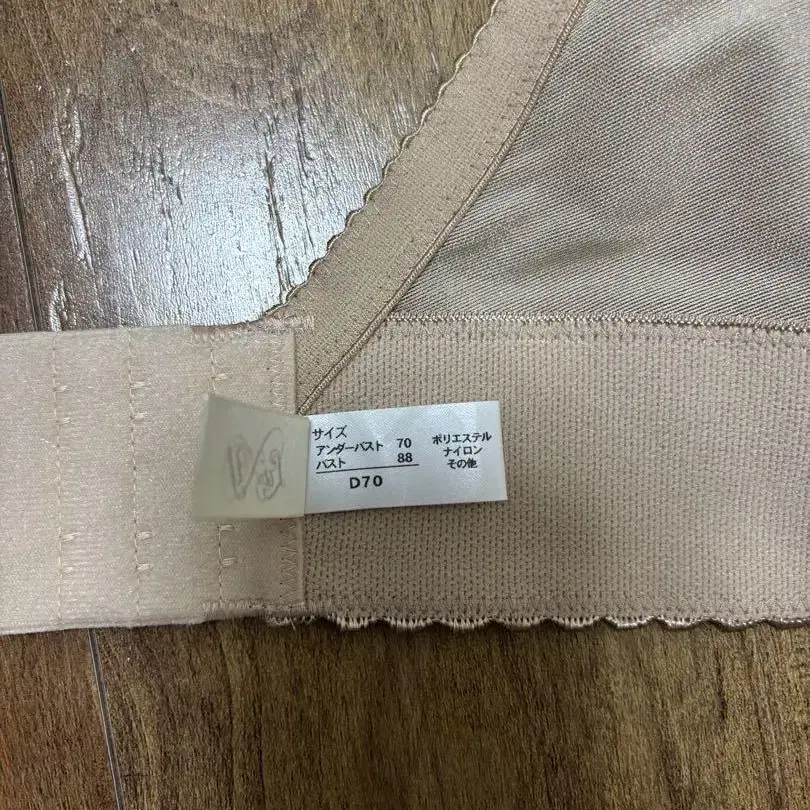 サイズ
アンダーバスト 70
バスト 88
D70
ポリエステル
ナイロン
その他